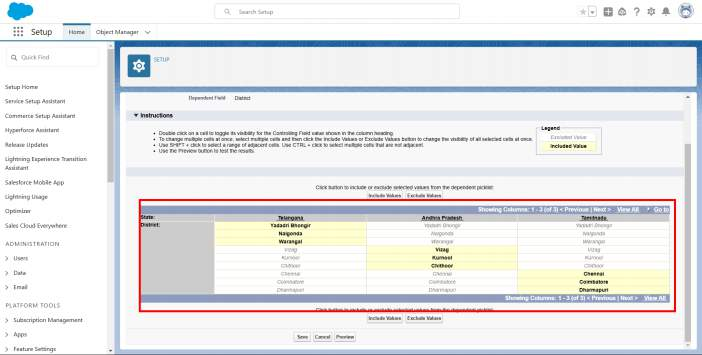 Search Setup
Setup
Home
Object Manager
Quick Find
Setup Home
Service Setup Assistant
Commerce Setup Assistant
Hyperforce Assistant
Release Updates
Lightning Experience Transition
Assistant
Salesforce Mobile App
Lightning Usage
Optimizer
Sales Cloud Everywhere
ADMINISTRATION
Users
Data
Email
PLATFORM TOOLS
Subscription Management
Apps
Feature Settings
SETUP
Dependent Field District
Instructions
Double click on a cell to toggle its visibility for the Controlling Field value shown in the column heading.
To change multiple cells at once, select multiple cells and then click the Include Values or Exclude Values button to change the visibility of all selected cells at once.
Use SHIFT + click to select a range of adjacent cells. Use CTRL + click to select multiple cells that are not adjacent.
Use the Preview button to test the results.
Legend
Excluded Value
Included Value
Click button to include or exclude selected values from the dependent picklist:
Include Values Exclude Values
Showing Columns: 1 - 3 (of 3) < Previous | Next > View All Go to
State: Telangana Andhra Pradesh Tamilnadu
District: Yadadri Bhongir Yadadri Bhongir Yadadri Bhongir
Nalgonda Nalgonda Nalgonda
Warangal Warangal Warangal
Vizag Vizag Vizag
Kurnool Kurnool Kurnool
Chithoor Chithoor Chithoor
Chennai Chennai Chennai
Coimbatore Coimbatore Coimbatore
Dharmapuri Dharmapuri Dharmapuri
Showing Columns: 1 - 3 (of 3) < Previous | Next > View All
Click button to include or exclude selected values from the dependent picklist:
Include Values Exclude Values
Save Cancel Preview